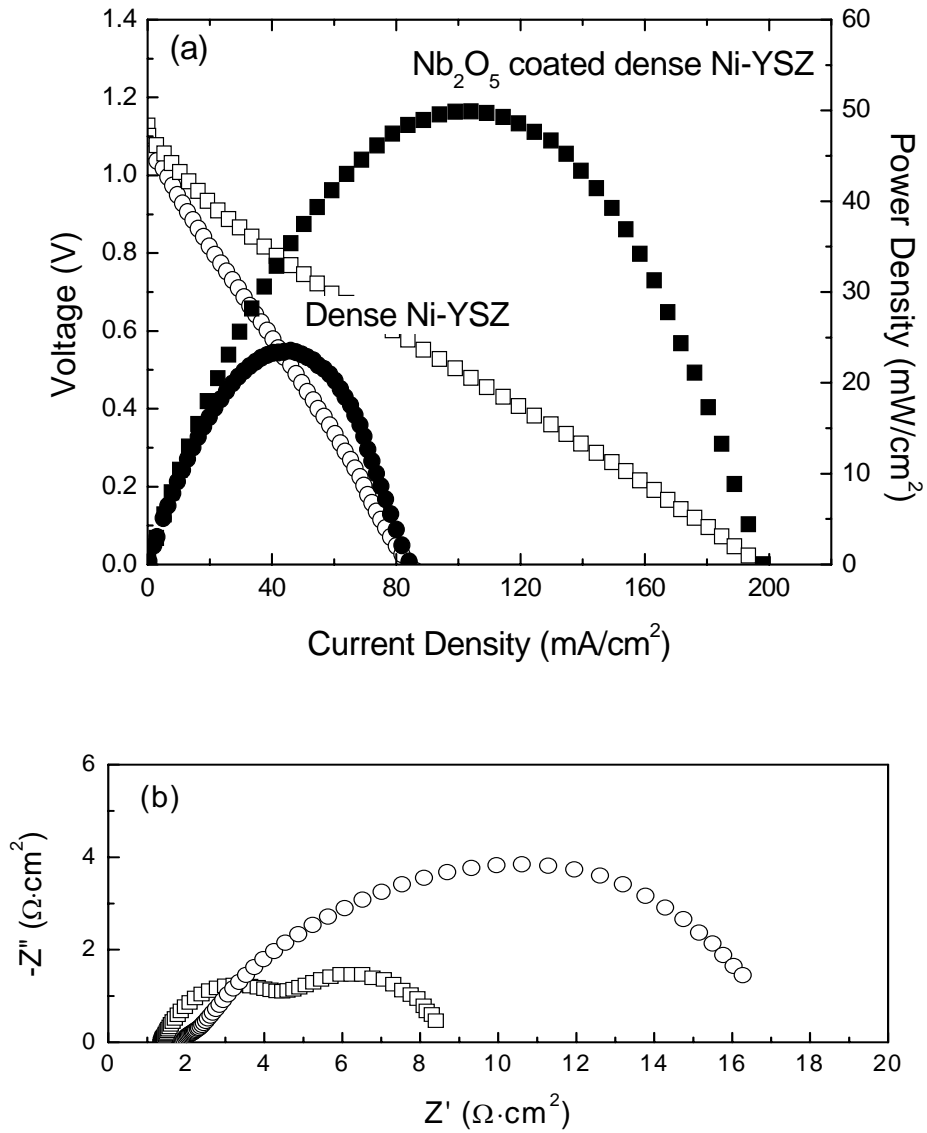 (a)
Nb₂O₅ coated dense Ni-YSZ
Dense Ni-YSZ
Voltage (V)
1.4
1.2
1.0
0.8
0.6
0.4
0.2
0.0
Power Density (mW/cm²)
60
50
40
30
20
10
0
0 40 80 120 160 200
Current Density (mA/cm²)
(b)
-Z" (Ω·cm²)
6
4
2
0
0 2 4 6 8 10 12 14 16 18 20
Z' (Ω·cm²)